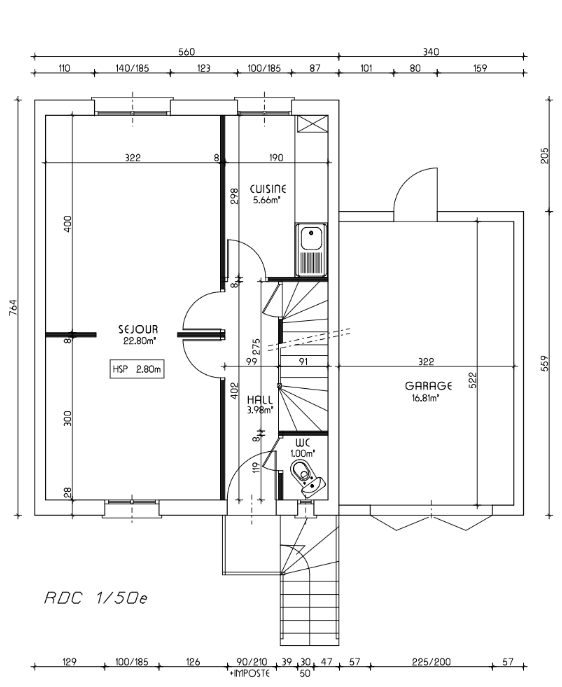 560 340
110 140/185 123 100/185 87 101 80 159
322 8 190
205
CUISINE
5.66m²
298
400
764
8
SEJOUR
22.80m²
275
8
HSP 2.80m
99 91
322
559
522
GARAGE
16.81m²
402
HALL
3.98m²
300
8
WC
1.00m²
119
28
RDC 1/50e
129 100/185 126 90/210 39 30 47 57 225/200 57
+IMPOSTE 50